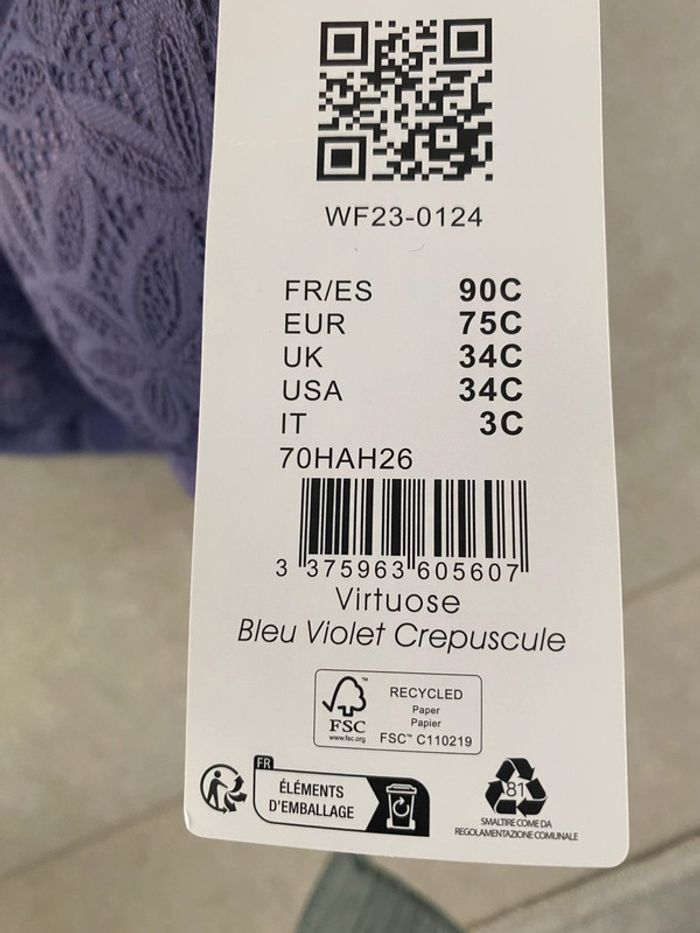 WF23-0124
FR/ES 90C
EUR 75C
UK 34C
USA 34C
IT 3C
70HAH26
3 375963 605607
Virtuose
Bleu Violet Crepuscule
FSC™
www.fsc.org
RECYCLED
Paper
Papier
FSC™ C110219
FR
ÉLÉMENTS
D'EMBALLAGE
81
SMALTIRE COME DA
REGOLAMENTAZIONE COMUNALE